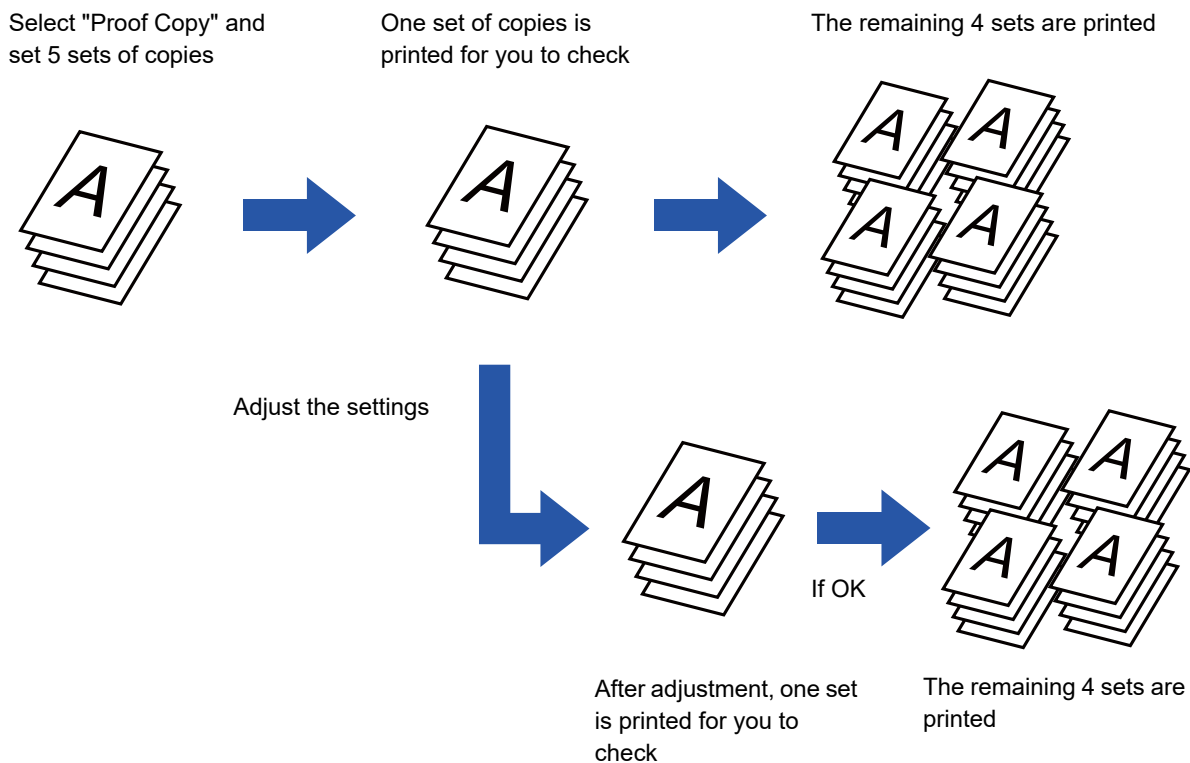 Select "Proof Copy" and
set 5 sets of copies
One set of copies is
printed for you to check
The remaining 4 sets are printed
A
A
A
A
A
A
Adjust the settings
A
A
A
A
A
If OK
After adjustment, one set
is printed for you to
check
The remaining 4 sets are
printed